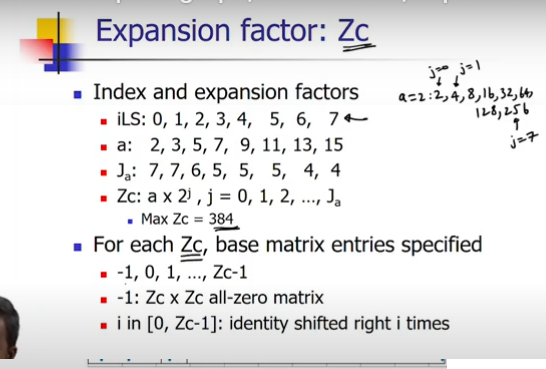 Expansion factor: Zc
j=0 j=1
a=2:2,4,8,16,32,64,
128,256
j=7
Index and expansion factors
iLS: 0, 1, 2, 3, 4, 5, 6, 7
a: 2, 3, 5, 7, 9, 11, 13, 15
Jₐ: 7, 7, 6, 5, 5, 5, 4, 4
Zc: a x 2ʲ , j = 0, 1, 2, ..., Jₐ
Max Zc = 384
For each Zc, base matrix entries specified
-1, 0, 1, ..., Zc-1
-1: Zc x Zc all-zero matrix
i in [0, Zc-1]: identity shifted right i times